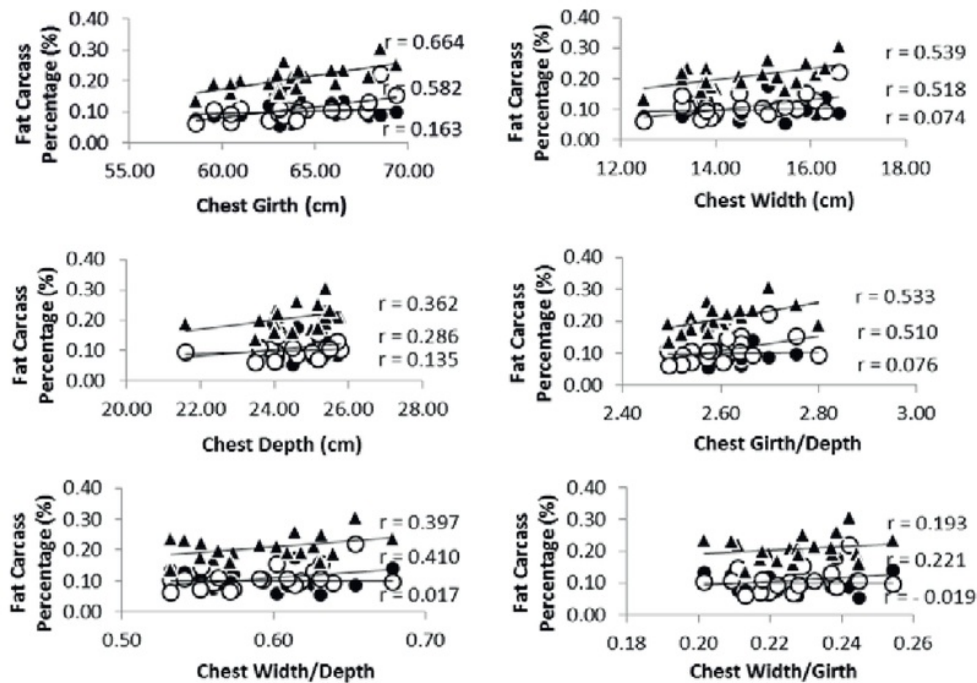 Fat Carcass
Percentage (%)
0.40
0.30
0.20
0.10
0.00
r = 0.664
r = 0.582
r = 0.163
55.00 60.00 65.00 70.00
Chest Girth (cm)
Fat Carcass
Percentage (%)
0.40
0.30
0.20
0.10
0.00
r = 0.539
r = 0.518
r = 0.074
12.00 14.00 16.00 18.00
Chest Width (cm)
Fat Carcass
Percentage (%)
0.40
0.30
0.20
0.10
0.00
r = 0.362
r = 0.286
r = 0.135
20.00 22.00 24.00 26.00 28.00
Chest Depth (cm)
Fat Carcass
Percentage (%)
0.40
0.30
0.20
0.10
0.00
r = 0.533
r = 0.510
r = 0.076
2.40 2.60 2.80 3.00
Chest Girth/Depth
Fat Carcass
Percentage (%)
0.40
0.30
0.20
0.10
0.00
r = 0.397
r = 0.410
r = 0.017
0.50 0.60 0.70
Chest Width/Depth
Fat Carcass
Percentage (%)
0.40
0.30
0.20
0.10
0.00
r = 0.193
r = 0.221
r = - 0.019
0.18 0.20 0.22 0.24 0.26
Chest Width/Girth